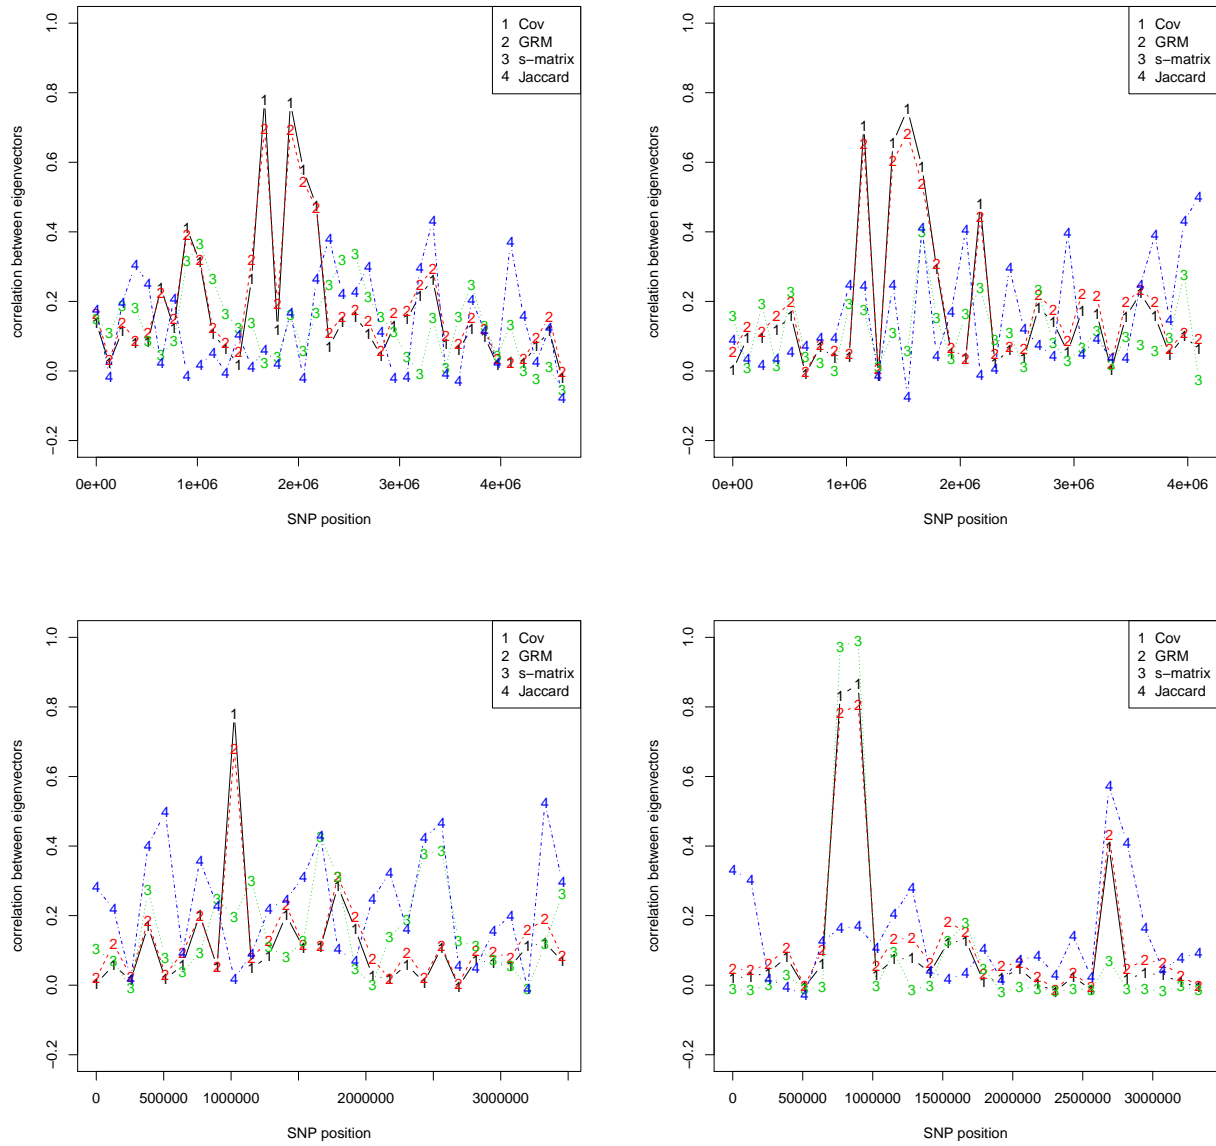 correlation between eigenvectors
1.0
0.8
0.6
0.4
0.2
0.0
−0.2
1 Cov
2 GRM
3 s−matrix
4 Jaccard
0e+00 1e+06 2e+06 3e+06 4e+06
SNP position
correlation between eigenvectors
1.0
0.8
0.6
0.4
0.2
0.0
−0.2
1 Cov
2 GRM
3 s−matrix
4 Jaccard
0e+00 1e+06 2e+06 3e+06 4e+06
SNP position
correlation between eigenvectors
1.0
0.8
0.6
0.4
0.2
0.0
−0.2
1 Cov
2 GRM
3 s−matrix
4 Jaccard
0 500000 1000000 2000000 3000000
SNP position
correlation between eigenvectors
1.0
0.8
0.6
0.4
0.2
0.0
−0.2
1 Cov
2 GRM
3 s−matrix
4 Jaccard
0 500000 1000000 1500000 2000000 2500000 3000000
SNP position